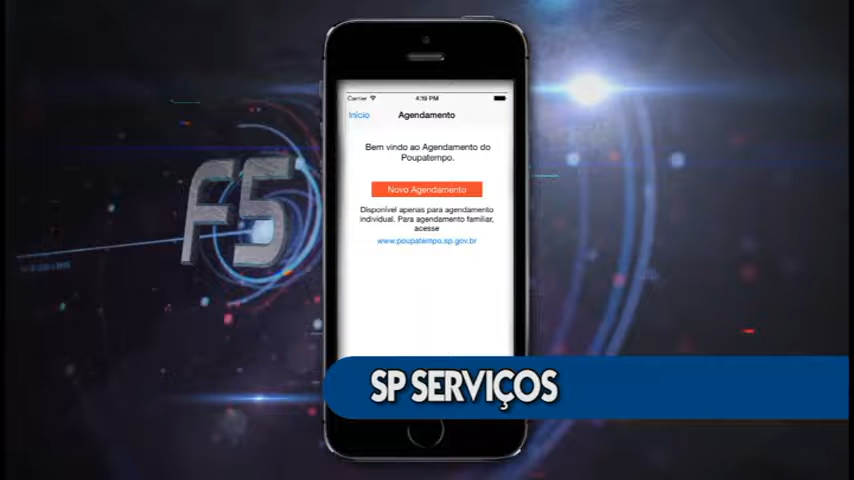 F5
Carrier 4:19 PM
Início Agendamento
Bem vindo ao Agendamento do
Poupatempo.
Novo Agendamento
Disponível apenas para agendamento
individual. Para agendamento familiar,
acesse
www.poupatempo.sp.gov.br
SP SERVIÇOS